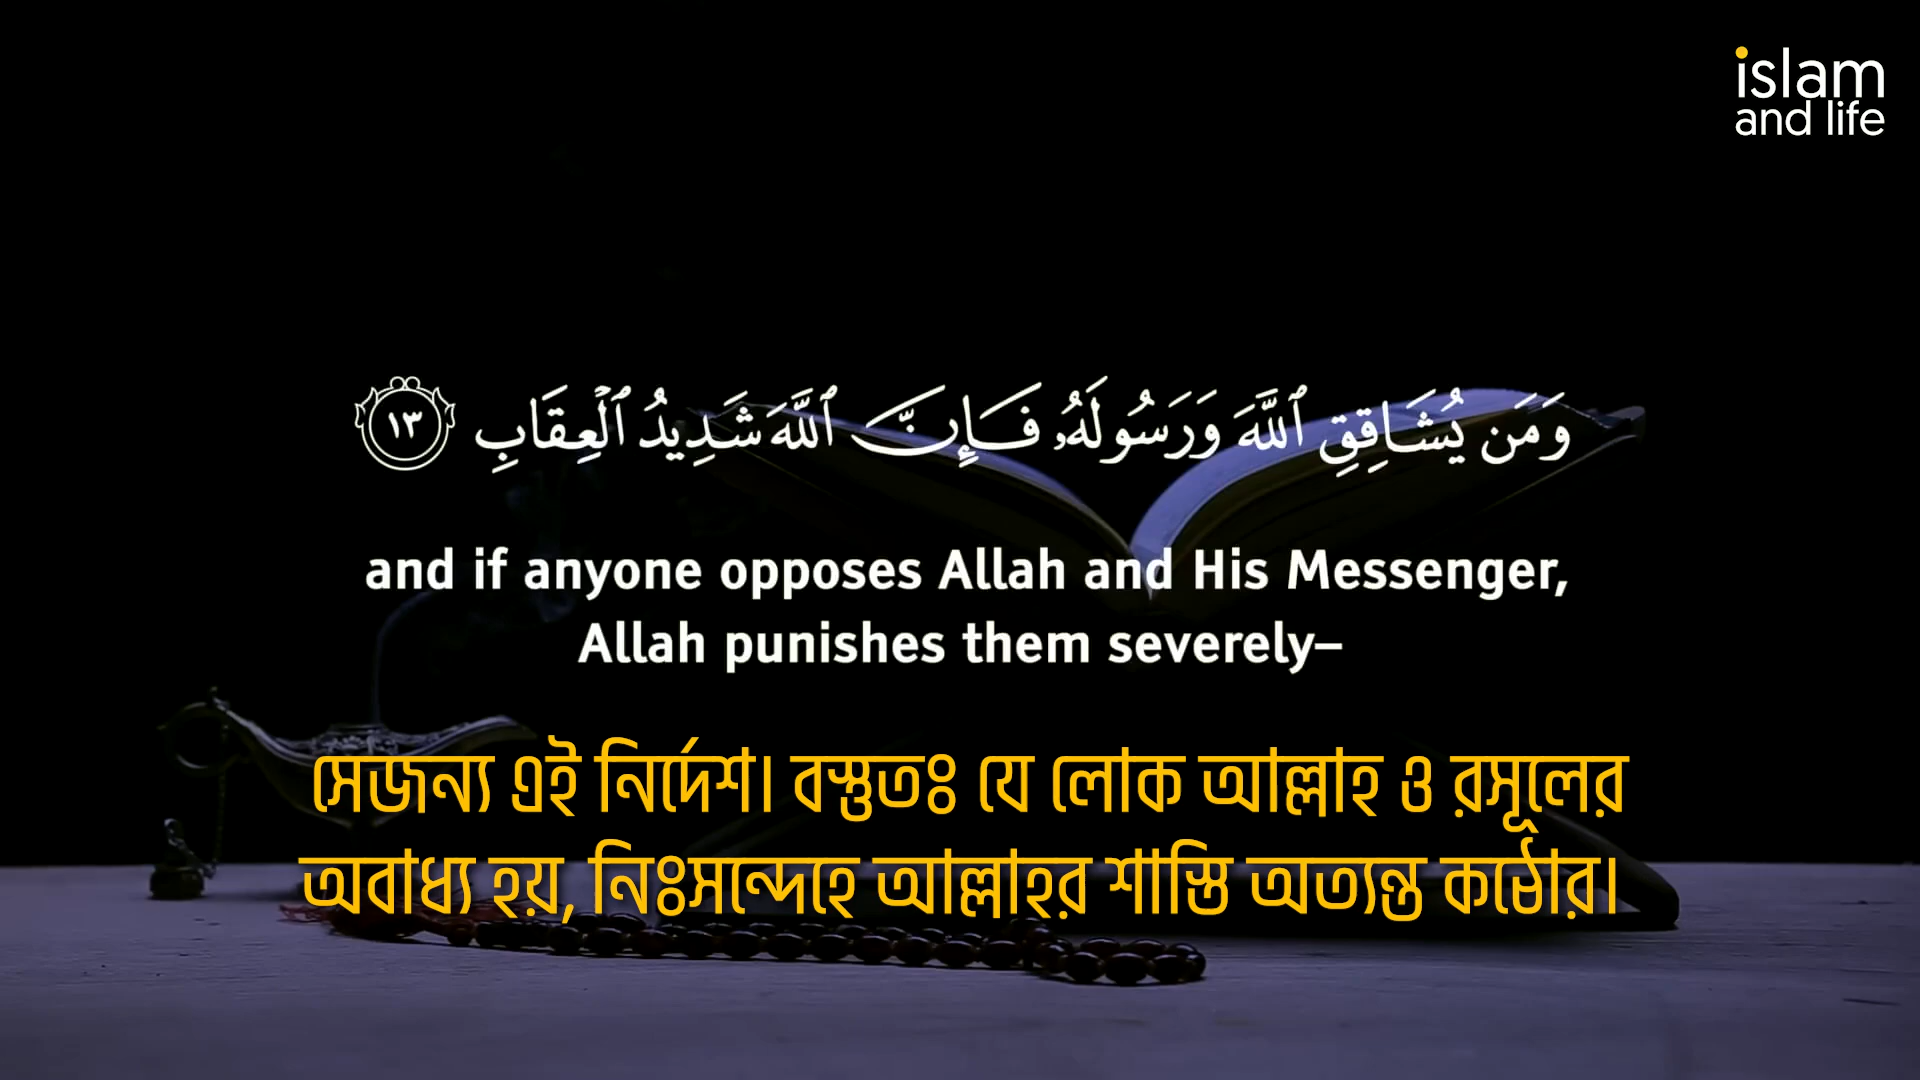 islam
and life
وَمَن يُشَاقِقِ ٱللَّهَ وَرَسُولَهُۥ فَإِنَّ ٱللَّهَ شَدِيدُ ٱلْعِقَابِ ١٣
and if anyone opposes Allah and His Messenger,
Allah punishes them severely–
সেজন্য এই নির্দেশ। বস্তুতঃ যে লোক আল্লাহ ও রসূলের
অবাধ্য হয়, নিঃসন্দেহে আল্লাহর শাস্তি অত্যন্ত কঠোর।